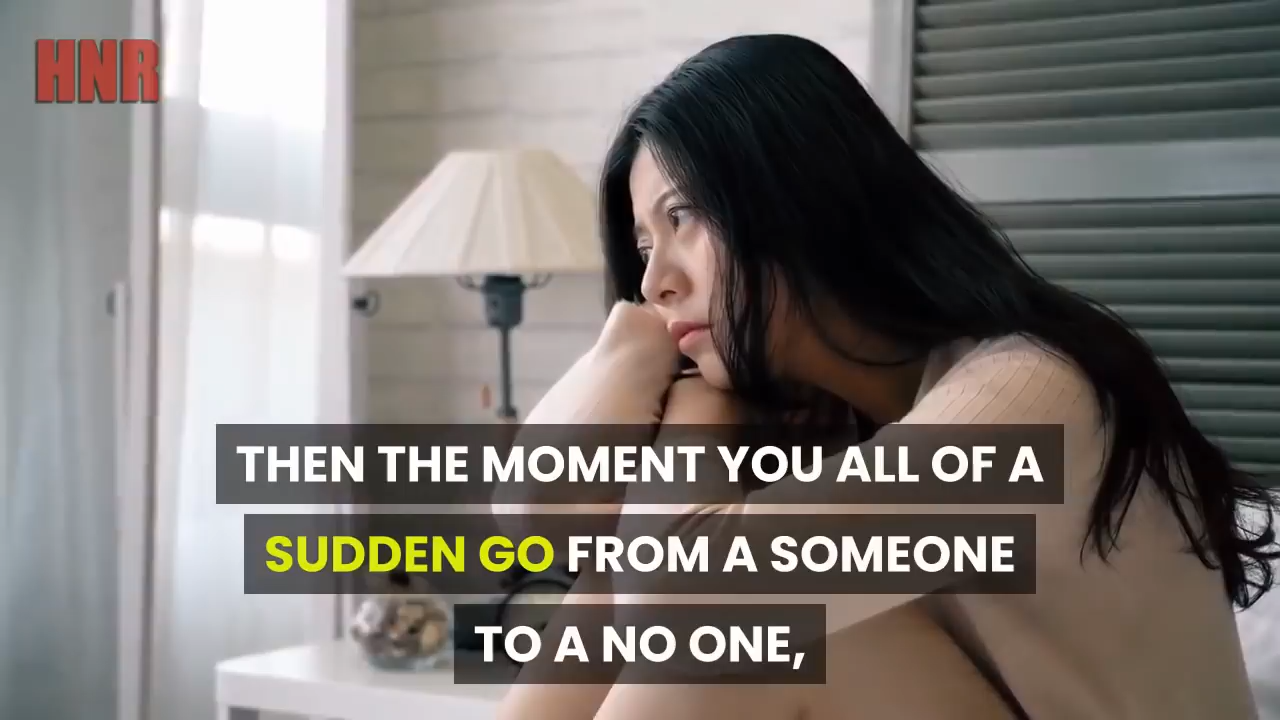 HNR
THEN THE MOMENT YOU ALL OF A
SUDDEN GO FROM A SOMEONE
TO A NO ONE,